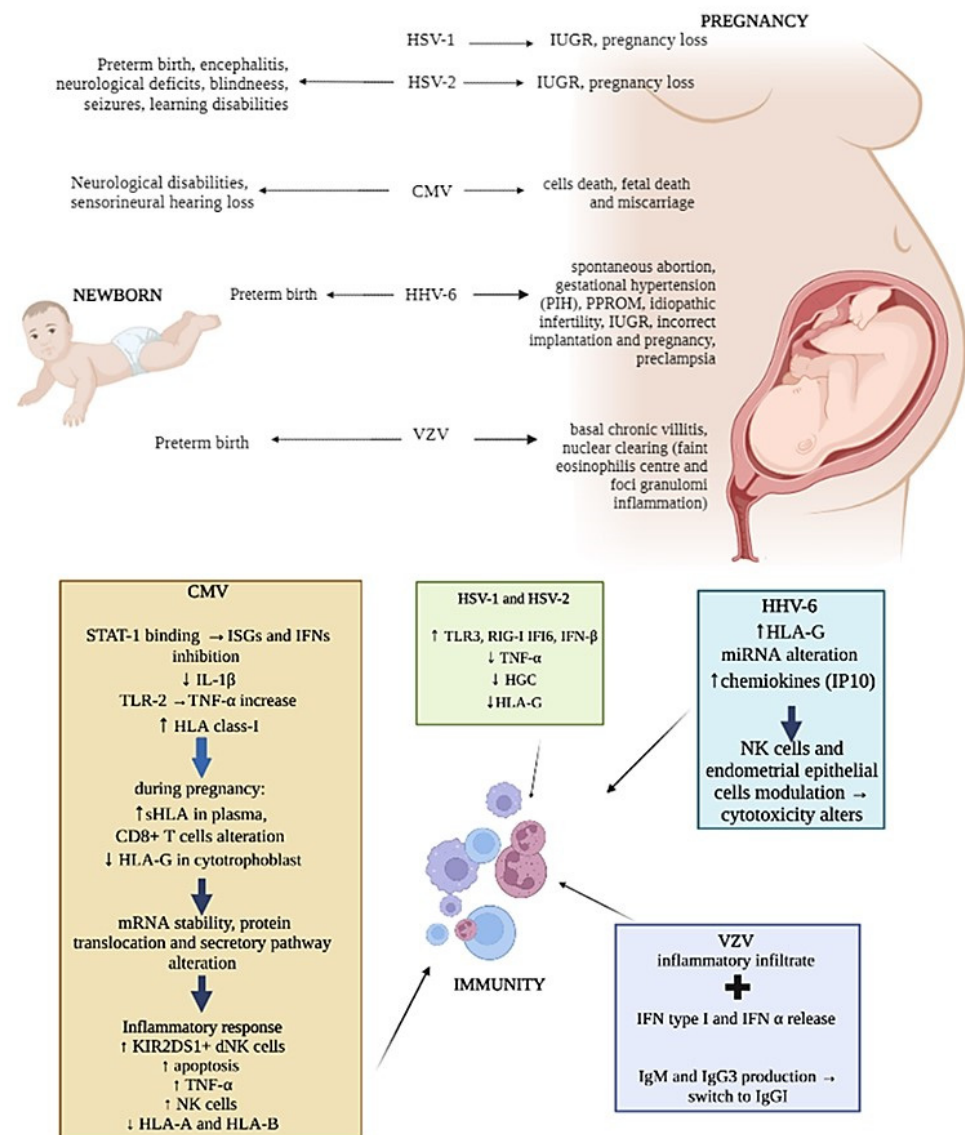 PREGNANCY
HSV-1
IUGR, pregnancy loss
Preterm birth, encephalitis,
neurological deficits, blindneess,
seizures, learning disabilities
HSV-2
IUGR, pregnancy loss
Neurological disabilities,
sensorineural hearing loss
CMV
cells death, fetal death
and miscarriage
NEWBORN
Preterm birth
HHV-6
spontaneous abortion,
gestational hypertension
(PIH), PPROM, idiopathic
infertility, IUGR, incorrect
implantation and pregnancy,
preclampsia
Preterm birth
VZV
basal chronic villitis,
nuclear clearing (faint
eosinophilis centre and
foci granulomi
inflammation)
CMV
STAT-1 binding → ISGs and IFNs
inhibition
↓ IL-1β
TLR-2 → TNF-α increase
↑ HLA class-I
during pregnancy:
↑sHLA in plasma,
CD8+ T cells alteration
↓ HLA-G in cytotrophoblast
mRNA stability, protein
translocation and secretory pathway
alteration
Inflammatory response
↑ KIR2DS1+ dNK cells
↑ apoptosis
↑ TNF-α
↑ NK cells
↓ HLA-A and HLA-B
HSV-1 and HSV-2
↑ TLR3, RIG-I IFI6, IFN-β
↓ TNF-α
↓ HGC
↓HLA-G
HHV-6
↑HLA-G
miRNA alteration
↑chemiokines (IP10)
NK cells and
endometrial epithelial
cells modulation →
cytotoxicity alters
IMMUNITY
VZV
inflammatory infiltrate
+
IFN type I and IFN α release
IgM and IgG3 production →
switch to IgGI